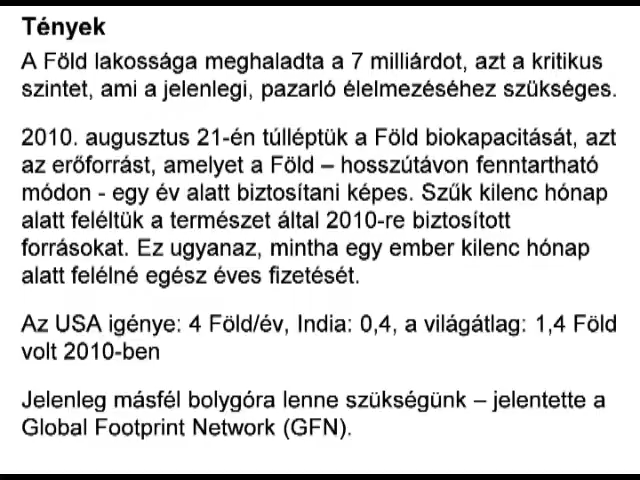 Tények
A Föld lakossága meghaladta a 7 milliárdot, azt a kritikus
szintet, ami a jelenlegi, pazarló élelmezéséhez szükséges.
2010. augusztus 21-én túlléptük a Föld biokapacitását, azt
az erőforrást, amelyet a Föld – hosszútávon fenntartható
módon - egy év alatt biztosítani képes. Szűk kilenc hónap
alatt feléltük a természet által 2010-re biztosított
forrásokat. Ez ugyanaz, mintha egy ember kilenc hónap
alatt felélné egész éves fizetését.
Az USA igénye: 4 Föld/év, India: 0,4, a világátlag: 1,4 Föld
volt 2010-ben
Jelenleg másfél bolygóra lenne szükségünk – jelentette a
Global Footprint Network (GFN).